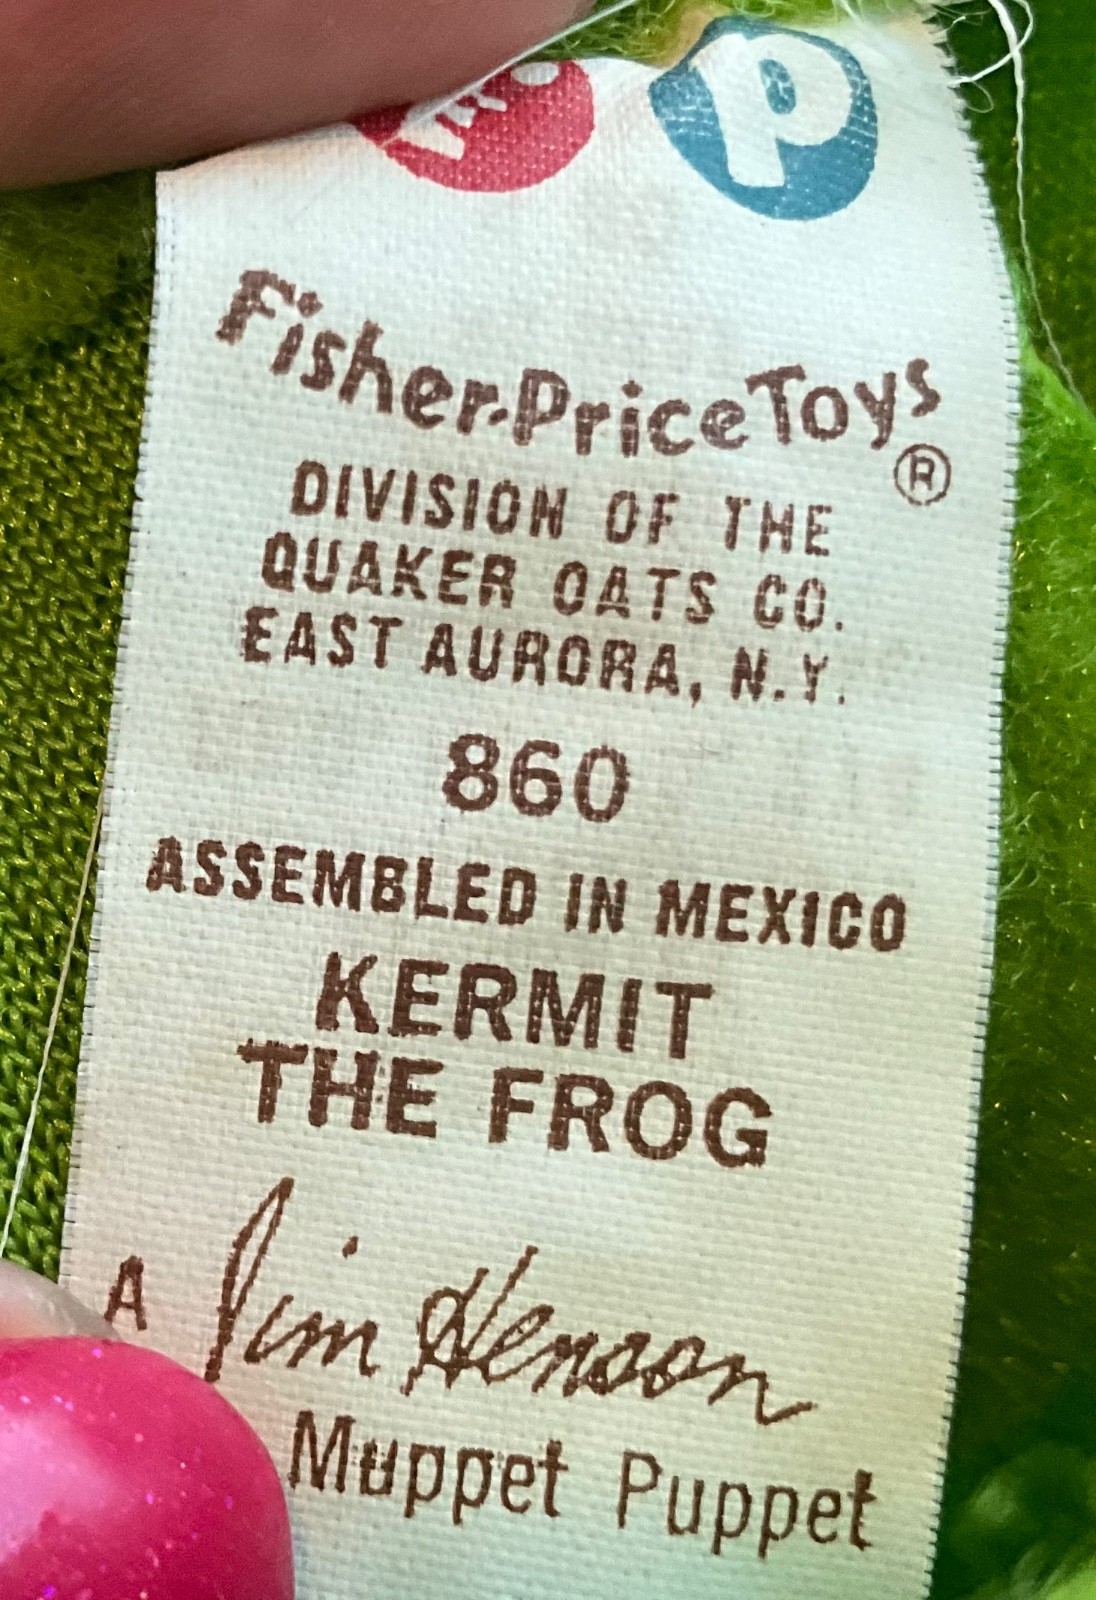 p
Fisher-Price Toys
®
DIVISION OF THE
QUAKER OATS CO.
EAST AURORA, N.Y.
860
ASSEMBLED IN MEXICO
KERMIT
THE FROG
A Jim Henson
Muppet Puppet